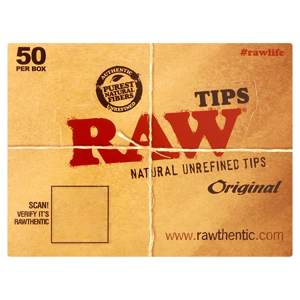 50
PER BOX
#rawlife
AUTHENTIC
PUREST
NATURAL
FIBERS
TIPS
RAW
NATURAL UNREFINED TIPS
Original
SCAN!
VERIFY IT'S
RAWTHENTIC
www.rawthentic.com